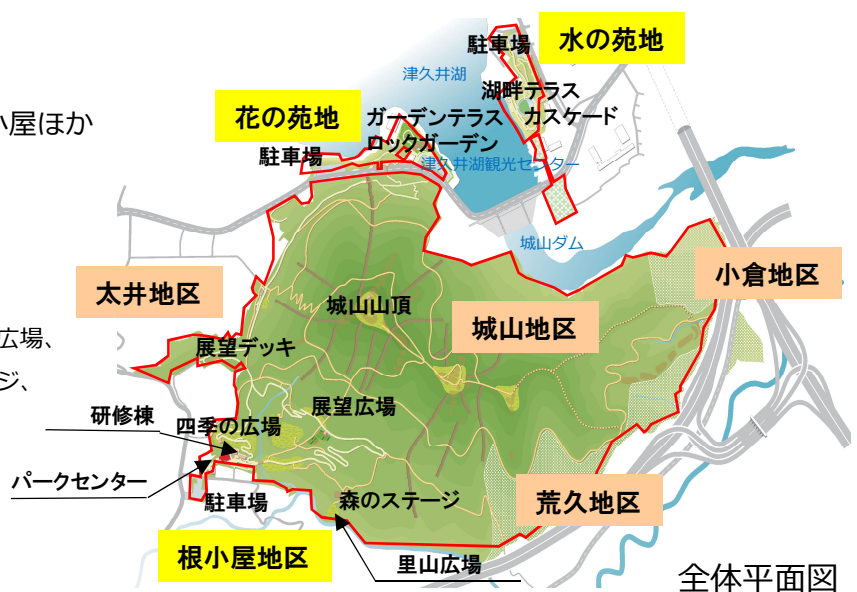 駐車場
水の苑地
津久井湖
湖畔テラス
小屋ほか
花の苑地
ガーデンテラス
カスケード
ロックガーデン
駐車場
津久井湖観光センター
城山ダム
小倉地区
太井地区
城山山頂
城山地区
広場、
展望デッキ
ジ、
研修棟
四季の広場
展望広場
パークセンター
駐車場
森のステージ
荒久地区
根小屋地区
里山広場
全体平面図